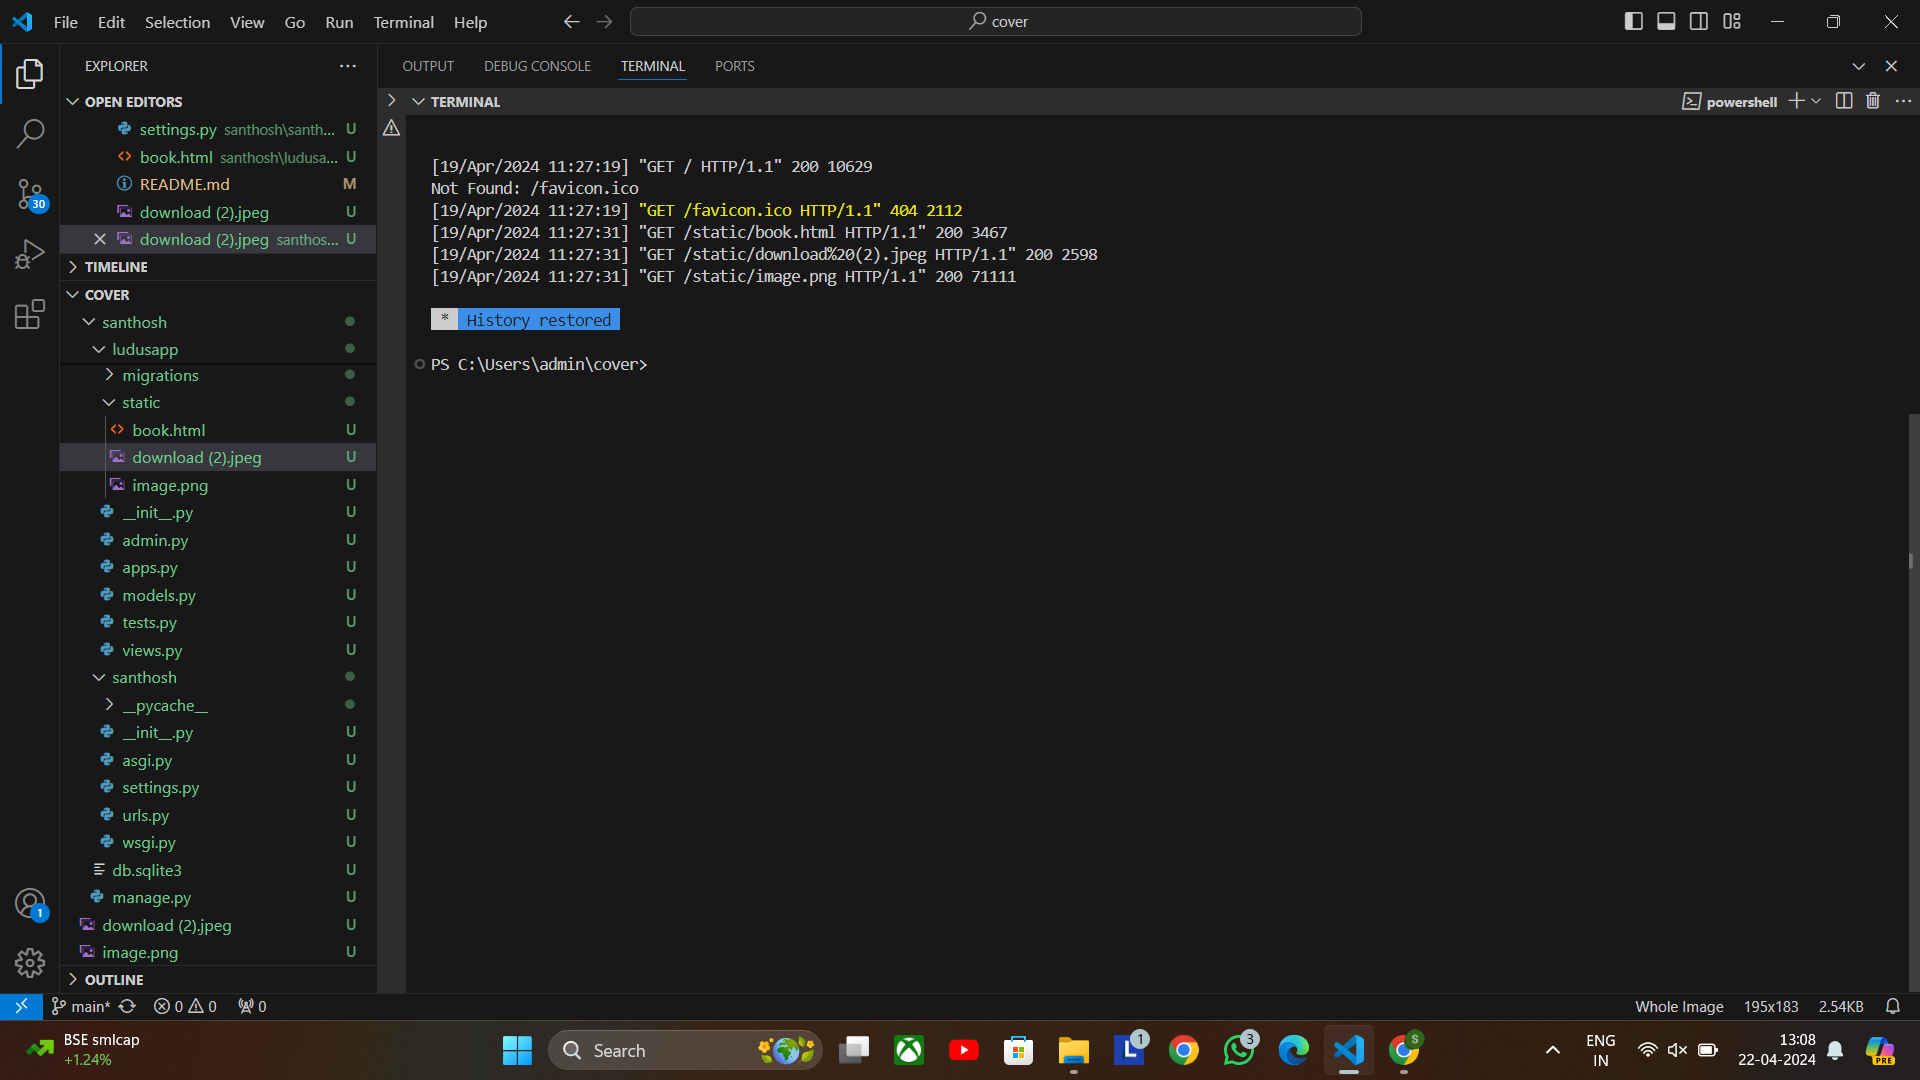 File Edit Selection View Go Run Terminal Help
cover
EXPLORER
OPEN EDITORS
settings.py santhosh\santh... U
book.html santhosh\ludusa... U
README.md M
download (2).jpeg U
download (2).jpeg santhos... U
TIMELINE
COVER
santhosh
ludusapp
migrations
static
book.html U
download (2).jpeg U
image.png U
__init__.py U
admin.py U
apps.py U
models.py U
tests.py U
views.py U
santhosh
__pycache__
__init__.py U
asgi.py U
settings.py U
urls.py U
wsgi.py U
db.sqlite3 U
manage.py U
download (2).jpeg U
image.png U
OUTLINE
30
1
OUTPUT DEBUG CONSOLE TERMINAL PORTS
TERMINAL
powershell
[19/Apr/2024 11:27:19] "GET / HTTP/1.1" 200 10629
Not Found: /favicon.ico
[19/Apr/2024 11:27:19] "GET /favicon.ico HTTP/1.1" 404 2112
[19/Apr/2024 11:27:31] "GET /static/book.html HTTP/1.1" 200 3467
[19/Apr/2024 11:27:31] "GET /static/download%20(2).jpeg HTTP/1.1" 200 2598
[19/Apr/2024 11:27:31] "GET /static/image.png HTTP/1.1" 200 71111
* History restored
PS C:\Users\admin\cover>
main* 0 0 0
Whole Image 195x183 2.54KB
BSE smlcap
+1.24%
Search
L 1
3
S
ENG
IN
13:08
22-04-2024
PRE